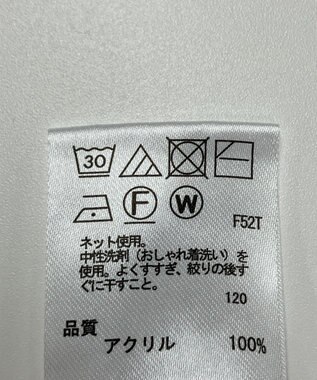 30
F W
F52T
ネット使用。
中性洗剤（おしゃれ着洗い）を
使用。よくすすぎ、絞りの後す
ぐに干すこと。
120
品質
アクリル 100%